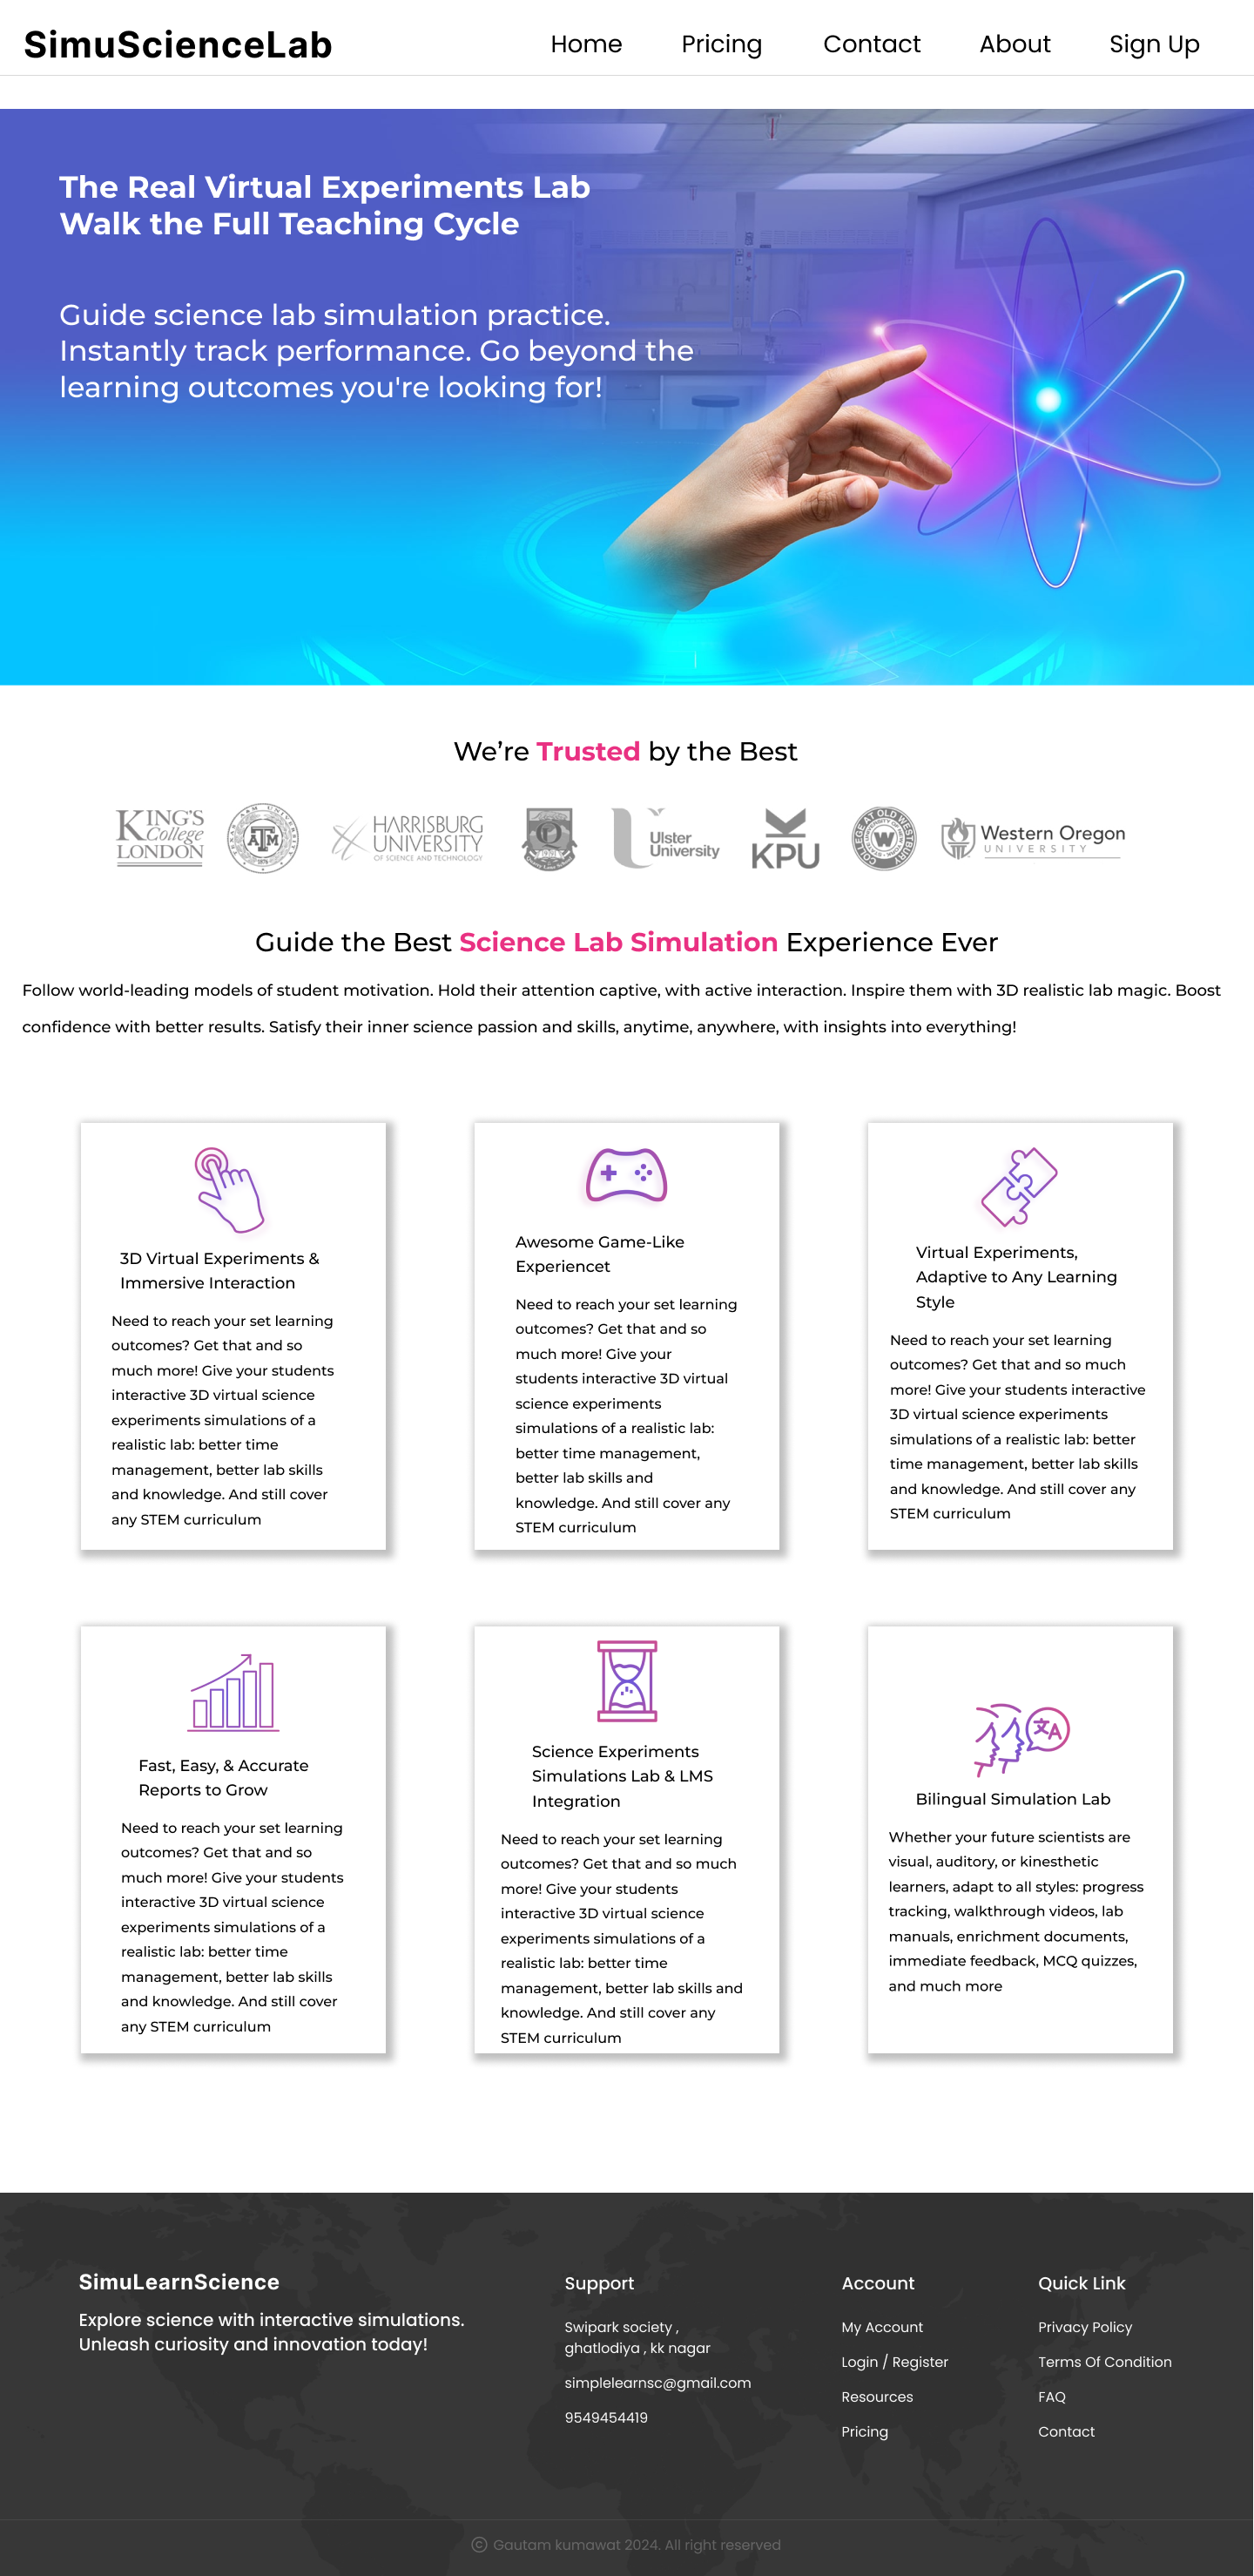 SimuScienceLab
Home Pricing Contact About Sign Up
The Real Virtual Experiments Lab
Walk the Full Teaching Cycle
Guide science lab simulation practice.
Instantly track performance. Go beyond the
learning outcomes you're looking for!
We’re Trusted by the Best
KING'S
College
LONDON
ATM
HARRISBURG
UNIVERSITY
OF SCIENCE AND TECHNOLOGY
Ulster
University
KPU
COLLEGE AT OLD WESTBURY
W
Western Oregon
UNIVERSITY
Guide the Best Science Lab Simulation Experience Ever
Follow world-leading models of student motivation. Hold their attention captive, with active interaction. Inspire them with 3D realistic lab magic. Boost
confidence with better results. Satisfy their inner science passion and skills, anytime, anywhere, with insights into everything!
3D Virtual Experiments &
Immersive Interaction
Need to reach your set learning
outcomes? Get that and so
much more! Give your students
interactive 3D virtual science
experiments simulations of a
realistic lab: better time
management, better lab skills
and knowledge. And still cover
any STEM curriculum
Awesome Game-Like
Experiencet
Need to reach your set learning
outcomes? Get that and so
much more! Give your
students interactive 3D virtual
science experiments
simulations of a realistic lab:
better time management,
better lab skills and
knowledge. And still cover any
STEM curriculum
Virtual Experiments,
Adaptive to Any Learning
Style
Need to reach your set learning
outcomes? Get that and so much
more! Give your students interactive
3D virtual science experiments
simulations of a realistic lab: better
time management, better lab skills
and knowledge. And still cover any
STEM curriculum
Fast, Easy, & Accurate
Reports to Grow
Need to reach your set learning
outcomes? Get that and so
much more! Give your students
interactive 3D virtual science
experiments simulations of a
realistic lab: better time
management, better lab skills
and knowledge. And still cover
any STEM curriculum
Science Experiments
Simulations Lab & LMS
Integration
Need to reach your set learning
outcomes? Get that and so much
more! Give your students
interactive 3D virtual science
experiments simulations of a
realistic lab: better time
management, better lab skills and
knowledge. And still cover any
STEM curriculum
文A
Bilingual Simulation Lab
Whether your future scientists are
visual, auditory, or kinesthetic
learners, adapt to all styles: progress
tracking, walkthrough videos, lab
manuals, enrichment documents,
immediate feedback, MCQ quizzes,
and much more
SimuLearnScience
Explore science with interactive simulations.
Unleash curiosity and innovation today!
Support
Swipark society ,
ghatlodiya , kk nagar
simplelearnsc@gmail.com
9549454419
Account
My Account
Login / Register
Resources
Pricing
Quick Link
Privacy Policy
Terms Of Condition
FAQ
Contact
© Gautam kumawat 2024. All right reserved